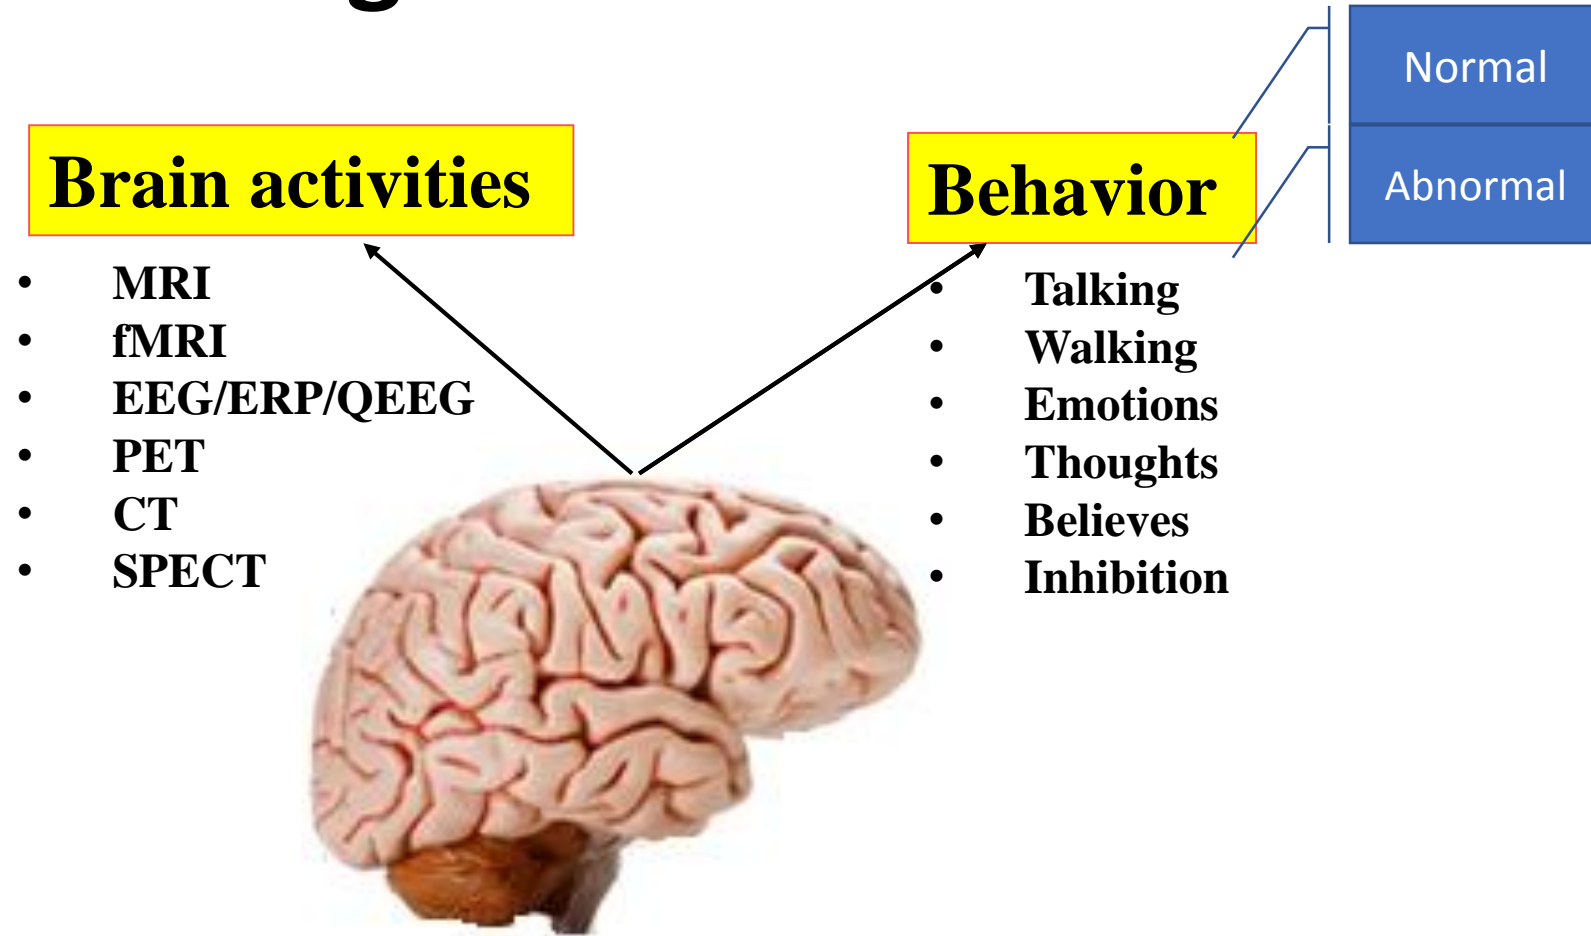 Normal
Abnormal
Brain activities
• MRI
• fMRI
• EEG/ERP/QEEG
• PET
• CT
• SPECT
Behavior
• Talking
• Walking
• Emotions
• Thoughts
• Believes
• Inhibition